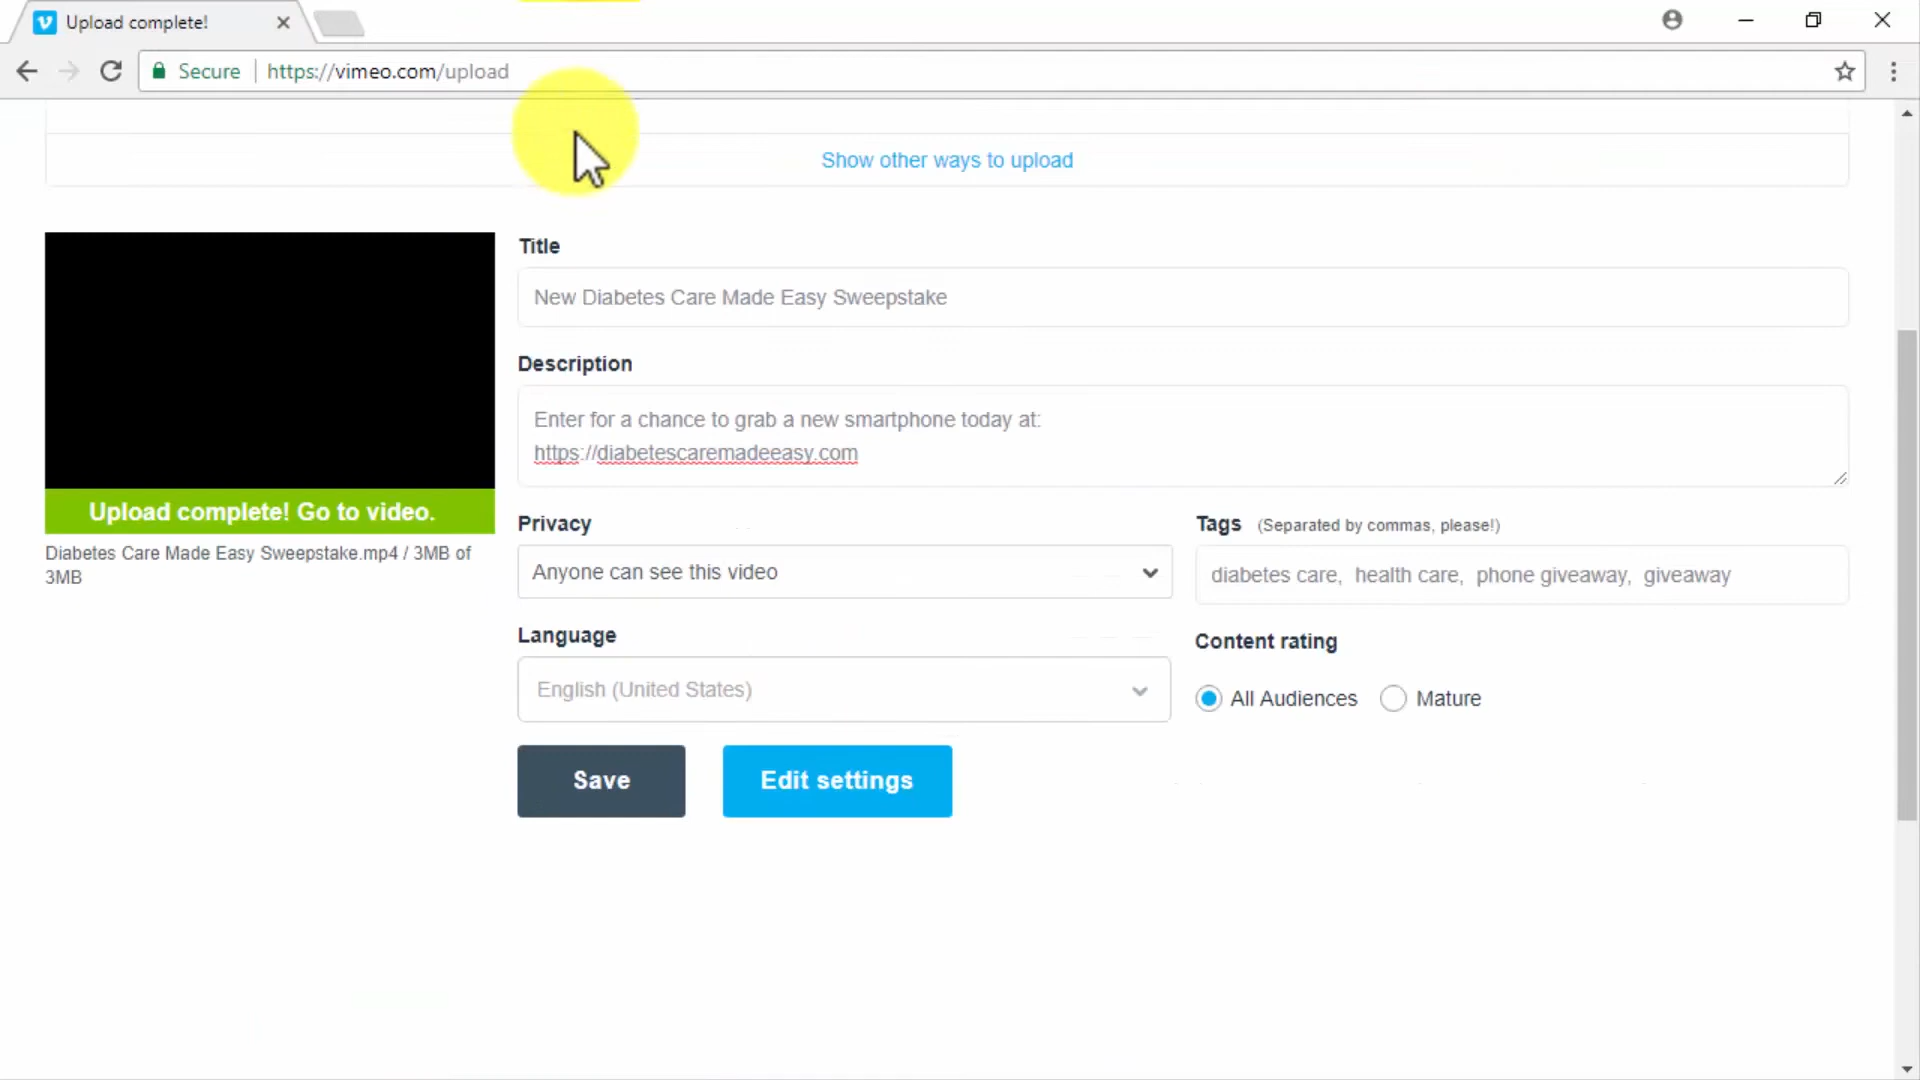 Upload complete!
Secure
https://vimeo.com/upload
Show other ways to upload
Title
New Diabetes Care Made Easy Sweepstake
Description
Enter for a chance to grab a new smartphone today at:
https://diabetescaremadeeasy.com
Upload complete! Go to video.
Diabetes Care Made Easy Sweepstake.mp4 / 3MB of
3MB
Privacy
Anyone can see this video
Tags (Separated by commas, please!)
diabetes care, health care, phone giveaway, giveaway
Language
English (United States)
Content rating
All Audiences
Mature
Save
Edit settings